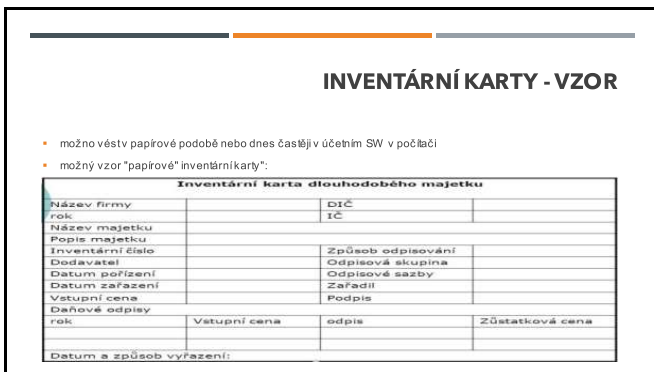 INVENTÁRNÍ KARTY - VZOR
možno vést v papírové podobě nebo dnes častěji v účetním SW v počítači
možný vzor "papírové" inventární karty":
Inventární karta dlouhodobého majetku
Název firmy DIČ
rok IČ
Název majetku
Popis majetku
Inventární číslo Způsob odpisování
Dodavatel Odpisová skupina
Datum pořízení Odpisové sazby
Datum zařazení Zařadil
Vstupní cena Podpis
Daňové odpisy
rok Vstupní cena odpis Zůstatková cena
Datum a způsob vyřazení: